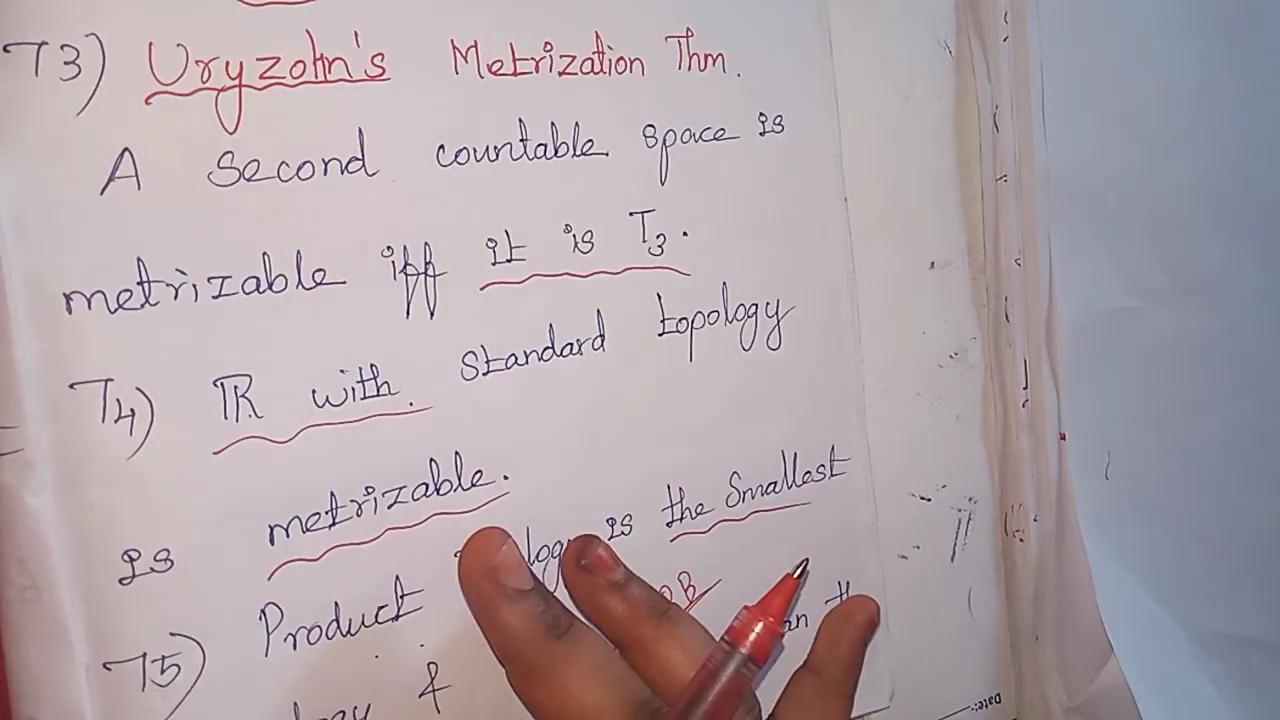 T3) Uryzohn's Metrization Thm.
A second countable space is
metrizable iff it is T3.
T4) R with standard topology
is metrizable.
T5) Product is the smallest
&
Date:-